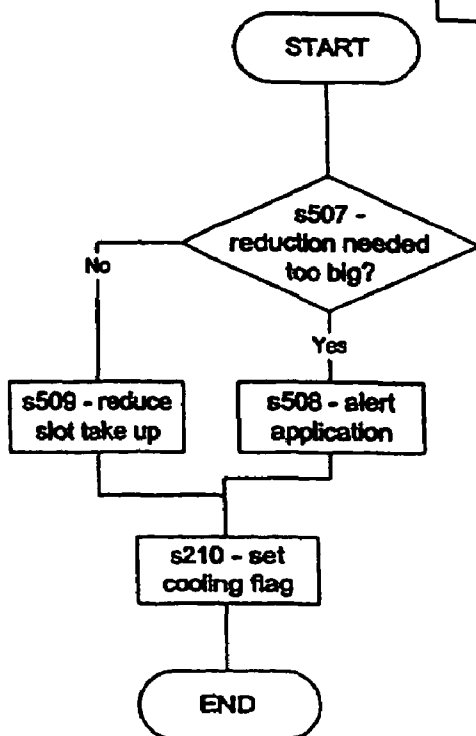 START
s507 -
reduction needed
too big?
No
Yes
s509 - reduce
slot take up
s508 - alert
application
s210 - set
cooling flag
END